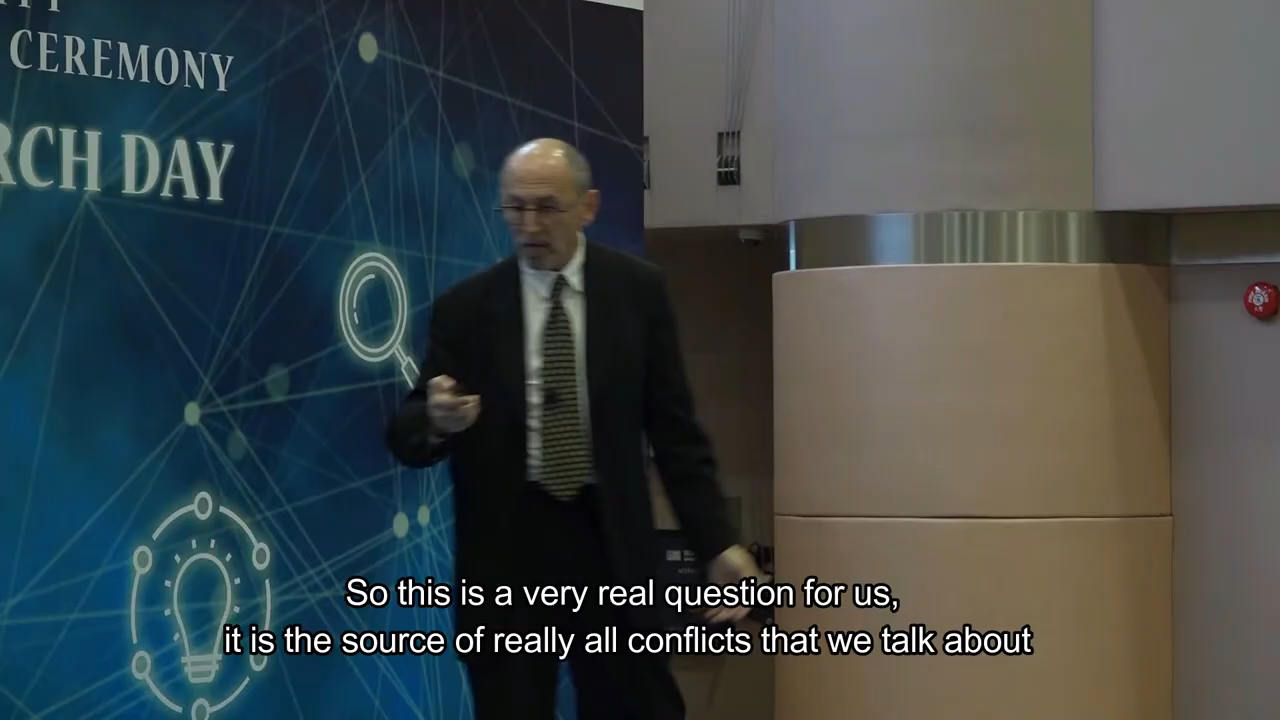 CEREMONY
RCH DAY
So this is a very real question for us,
it is the source of really all conflicts that we talk about